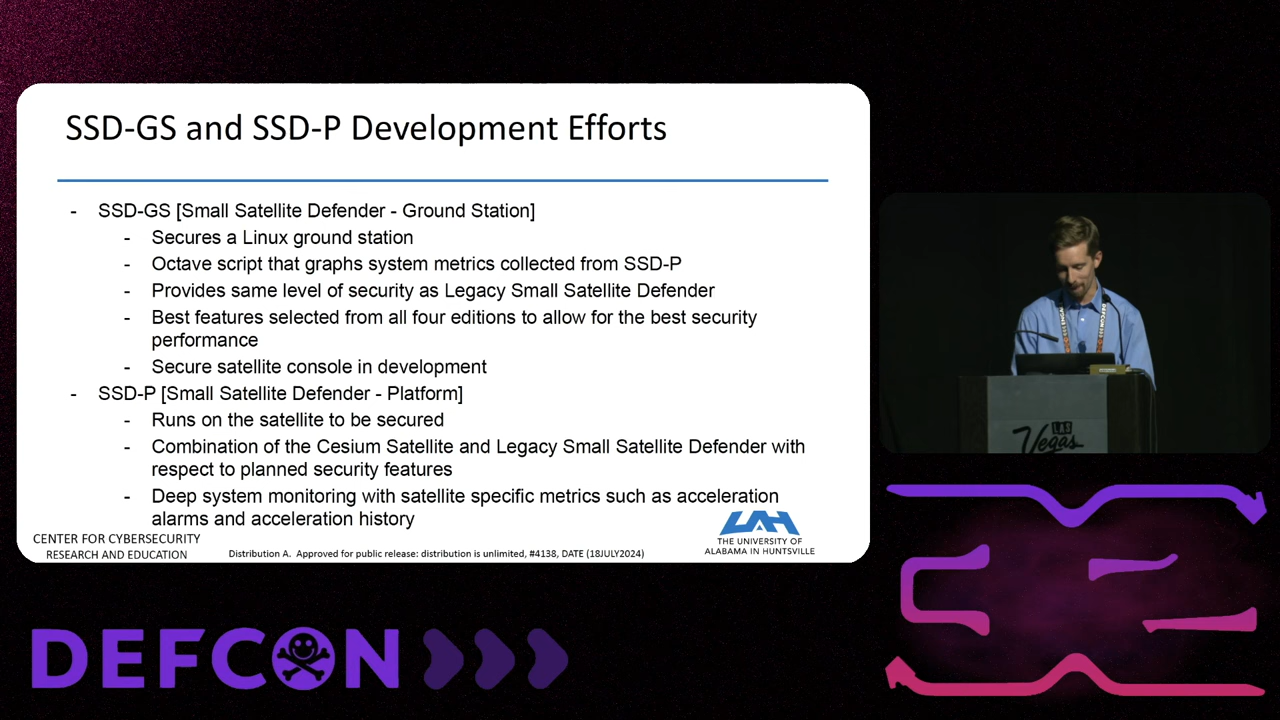 SSD-GS and SSD-P Development Efforts
- SSD-GS [Small Satellite Defender - Ground Station]
- Secures a Linux ground station
- Octave script that graphs system metrics collected from SSD-P
- Provides same level of security as Legacy Small Satellite Defender
- Best features selected from all four editions to allow for the best security
performance
- Secure satellite console in development
- SSD-P [Small Satellite Defender - Platform]
- Runs on the satellite to be secured
- Combination of the Cesium Satellite and Legacy Small Satellite Defender with
respect to planned security features
- Deep system monitoring with satellite specific metrics such as acceleration
alarms and acceleration history
CENTER FOR CYBERSECURITY
RESEARCH AND EDUCATION
Distribution A. Approved for public release: distribution is unlimited, #4138, DATE (18JULY2024)
UAH
THE UNIVERSITY OF
ALABAMA IN HUNTSVILLE
DEFCON
LAS
Vegas
DEFCON